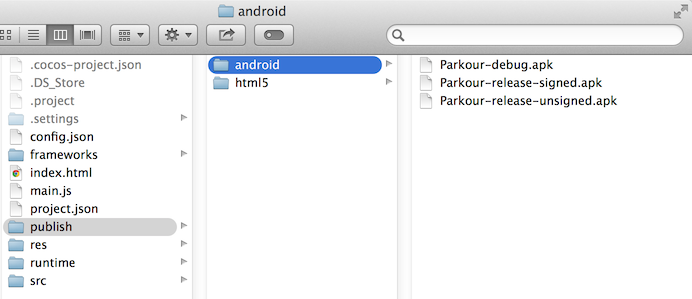 android
.cocos-project.json
.DS_Store
.project
.settings
config.json
frameworks
index.html
main.js
project.json
publish
res
runtime
src
android
html5
Parkour-debug.apk
Parkour-release-signed.apk
Parkour-release-unsigned.apk